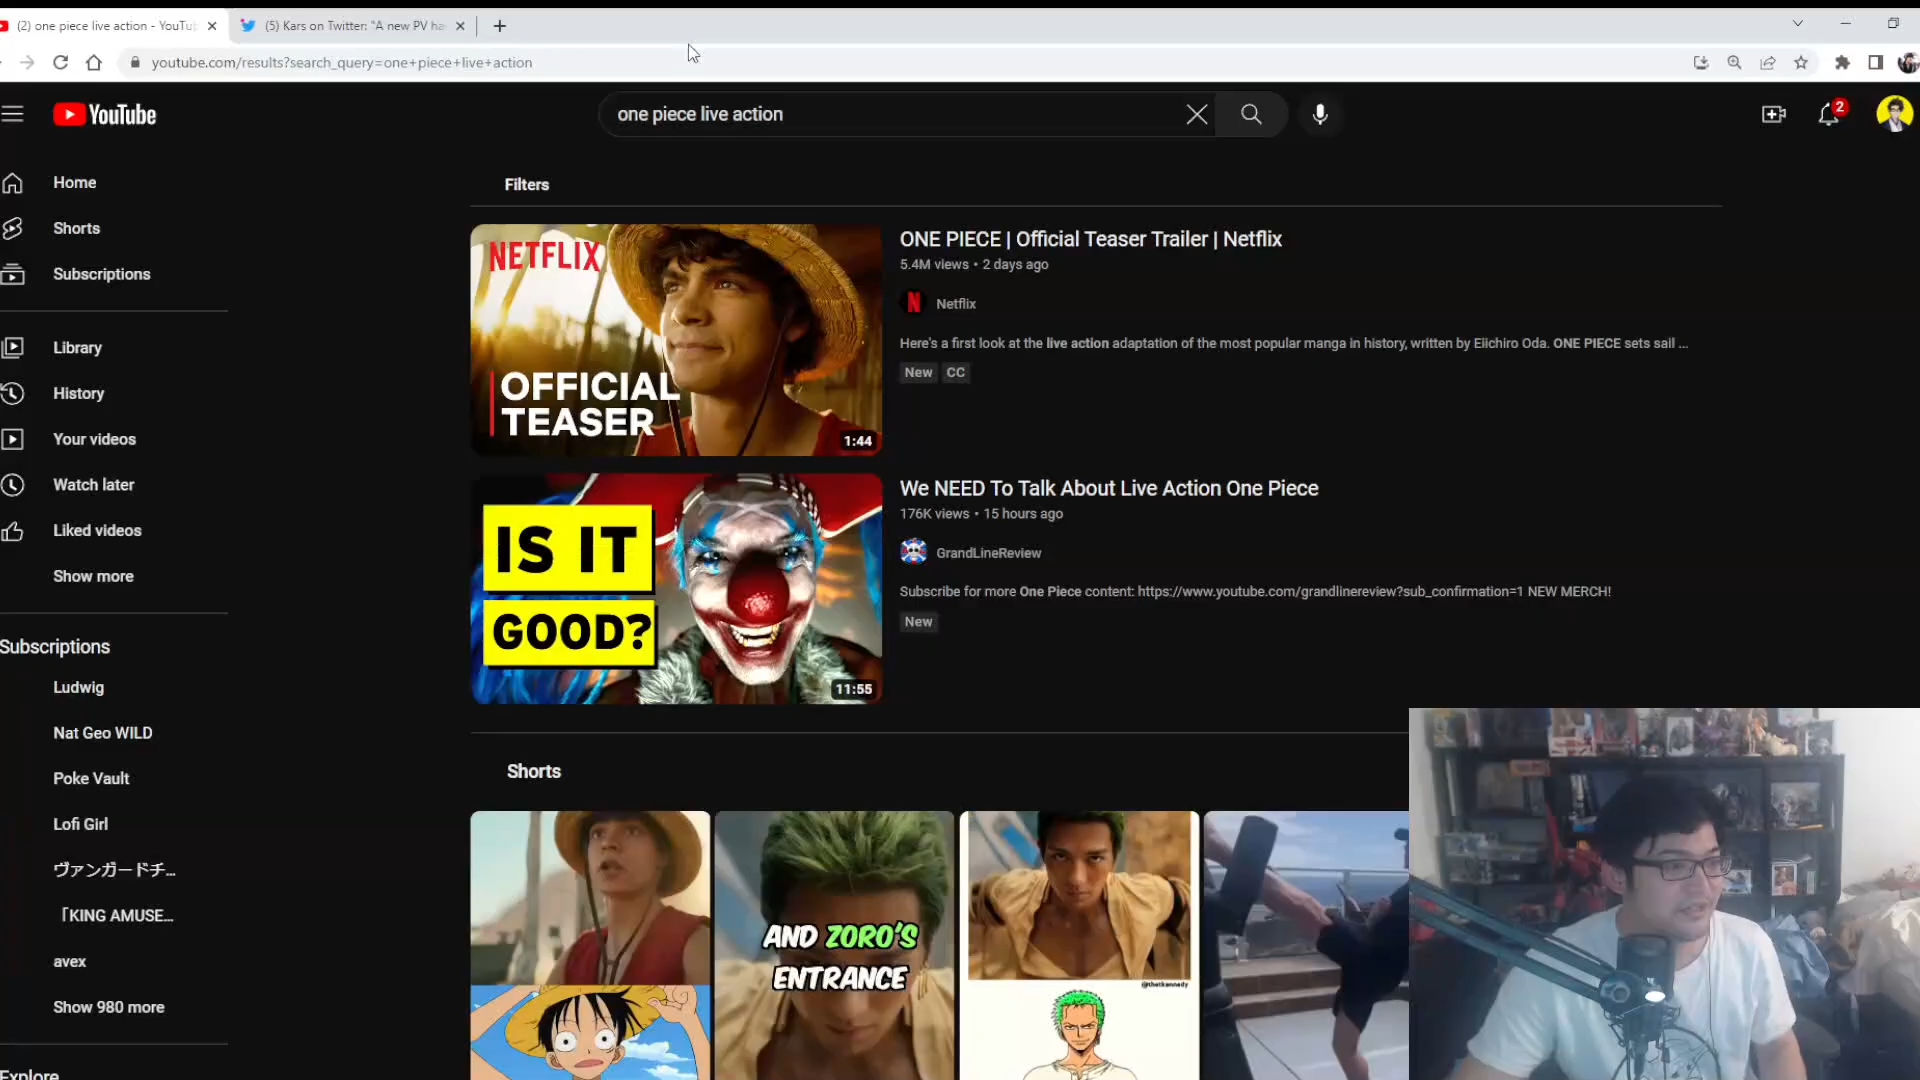 (2) one piece live action - YouTu
(5) Kars on Twitter: "A new PV ha
youtube.com/results?search_query=one+piece+live+action
YouTube
one piece live action
2
Home
Shorts
Subscriptions
Library
History
Your videos
Watch later
Liked videos
Show more
Subscriptions
Ludwig
Nat Geo WILD
Poke Vault
Lofi Girl
ヴァンガードチ...
「KING AMUSE...
avex
Show 980 more
Explore
Filters
NETFLIX
OFFICIAL
TEASER
1:44
ONE PIECE | Official Teaser Trailer | Netflix
5.4M views • 2 days ago
N
Netflix
Here's a first look at the live action adaptation of the most popular manga in history, written by Eiichiro Oda. ONE PIECE sets sail ...
New CC
IS IT
GOOD?
11:55
We NEED To Talk About Live Action One Piece
176K views • 15 hours ago
GrandLineReview
Subscribe for more One Piece content: https://www.youtube.com/grandlinereview?sub_confirmation=1 NEW MERCH!
New
Shorts
AND ZORO'S
ENTRANCE